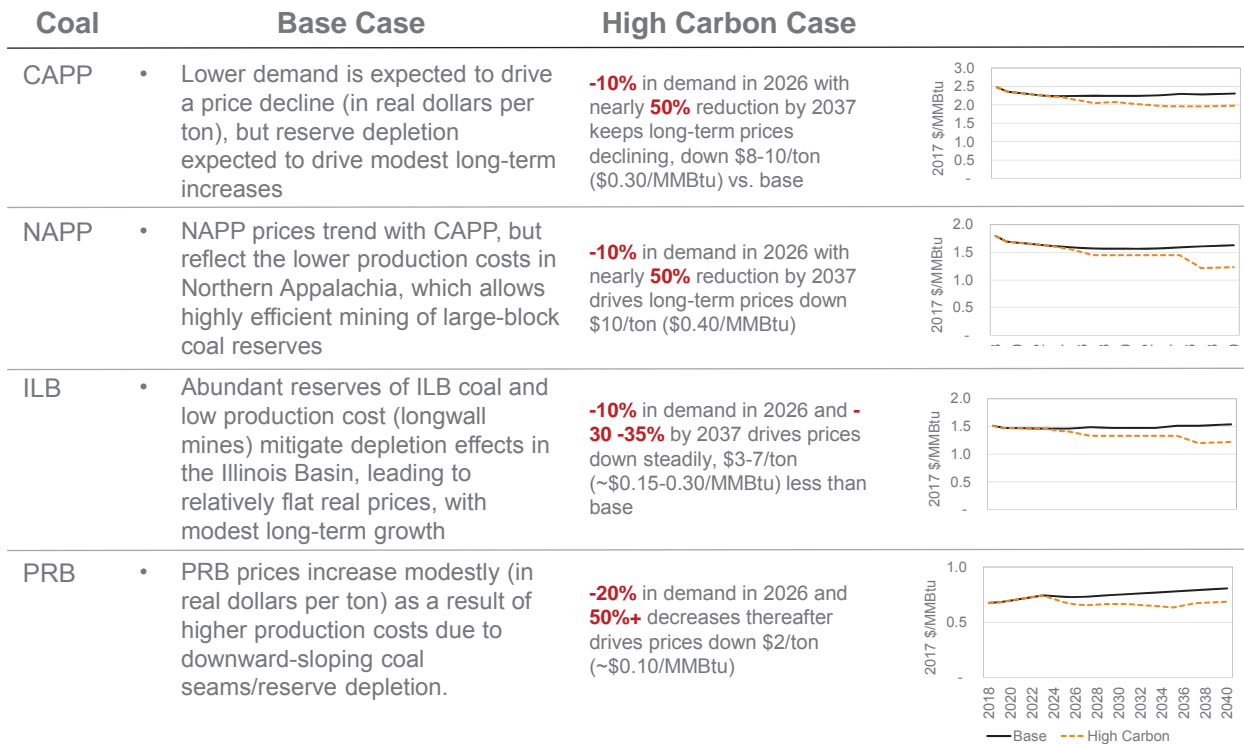 Coal Base Case High Carbon Case
CAPP
• Lower demand is expected to drive
a price decline (in real dollars per
ton), but reserve depletion
expected to drive modest long-term
increases
-10% in demand in 2026 with
nearly 50% reduction by 2037
keeps long-term prices
declining, down $8-10/ton
($0.30/MMBtu) vs. base
2017 $/MMBtu
3.0
2.5
2.0
1.5
1.0
0.5
-
NAPP
• NAPP prices trend with CAPP, but
reflect the lower production costs in
Northern Appalachia, which allows
highly efficient mining of large-block
coal reserves
-10% in demand in 2026 with
nearly 50% reduction by 2037
drives long-term prices down
$10/ton ($0.40/MMBtu)
2017 $/MMBtu
2.0
1.5
1.0
0.5
-
ILB
• Abundant reserves of ILB coal and
low production cost (longwall
mines) mitigate depletion effects in
the Illinois Basin, leading to
relatively flat real prices, with
modest long-term growth
-10% in demand in 2026 and -
30 -35% by 2037 drives prices
down steadily, $3-7/ton
(~$0.15-0.30/MMBtu) less than
base
2017 $/MMBtu
2.0
1.5
1.0
0.5
-
PRB
• PRB prices increase modestly (in
real dollars per ton) as a result of
higher production costs due to
downward-sloping coal
seams/reserve depletion.
-20% in demand in 2026 and
50%+ decreases thereafter
drives prices down $2/ton
(~$0.10/MMBtu)
2017 $/MMBtu
1.0
0.5
-
2018 2020 2022 2024 2026 2028 2030 2032 2034 2036 2038 2040
Base High Carbon